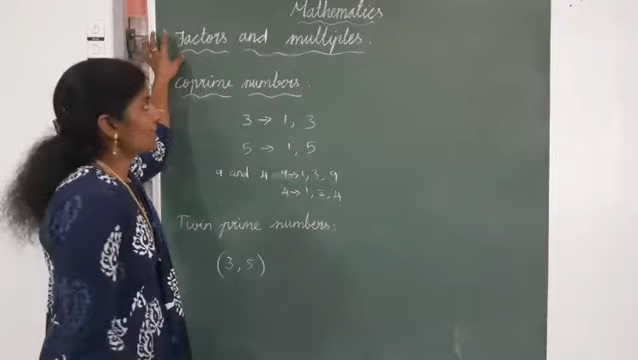 Mathematics
Factors and multiples.
Coprime numbers:
3 → 1, 3
5 → 1, 5
9 and 4 9 → 1, 3, 9
4 → 1, 2, 4
Twin prime numbers:
(3, 5)